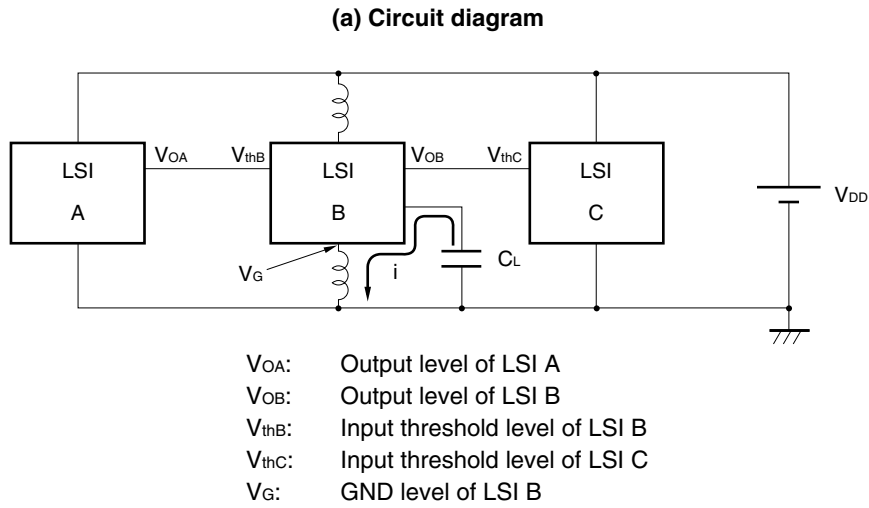 (a) Circuit diagram
LSI
A
VOA
VthB
LSI
B
VOB
VthC
LSI
C
VDD
VG
i
CL
VOA: Output level of LSI A
VOB: Output level of LSI B
VthB: Input threshold level of LSI B
VthC: Input threshold level of LSI C
VG: GND level of LSI B